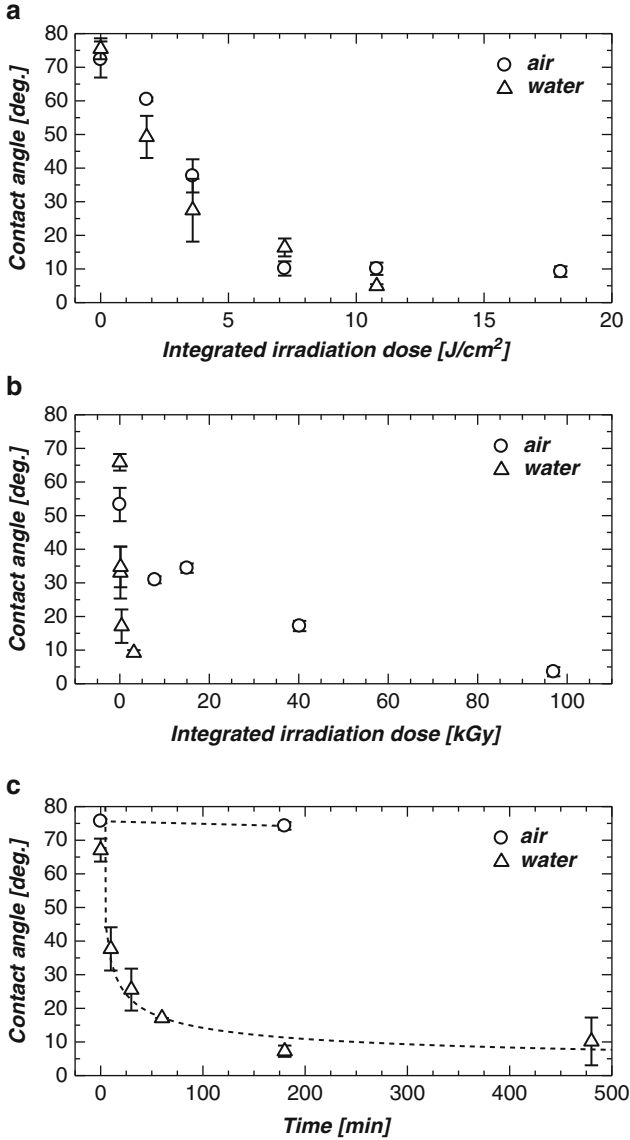 a
80
70
60
50
40
30
20
10
0
Contact angle [deg.]
air
water
0 5 10 15 20
Integrated irradiation dose [J/cm²]
b
80
70
60
50
40
30
20
10
0
Contact angle [deg.]
air
water
0 20 40 60 80 100
Integrated irradiation dose [kGy]
c
80
70
60
50
40
30
20
10
0
Contact angle [deg.]
air
water
0 100 200 300 400 500
Time [min]